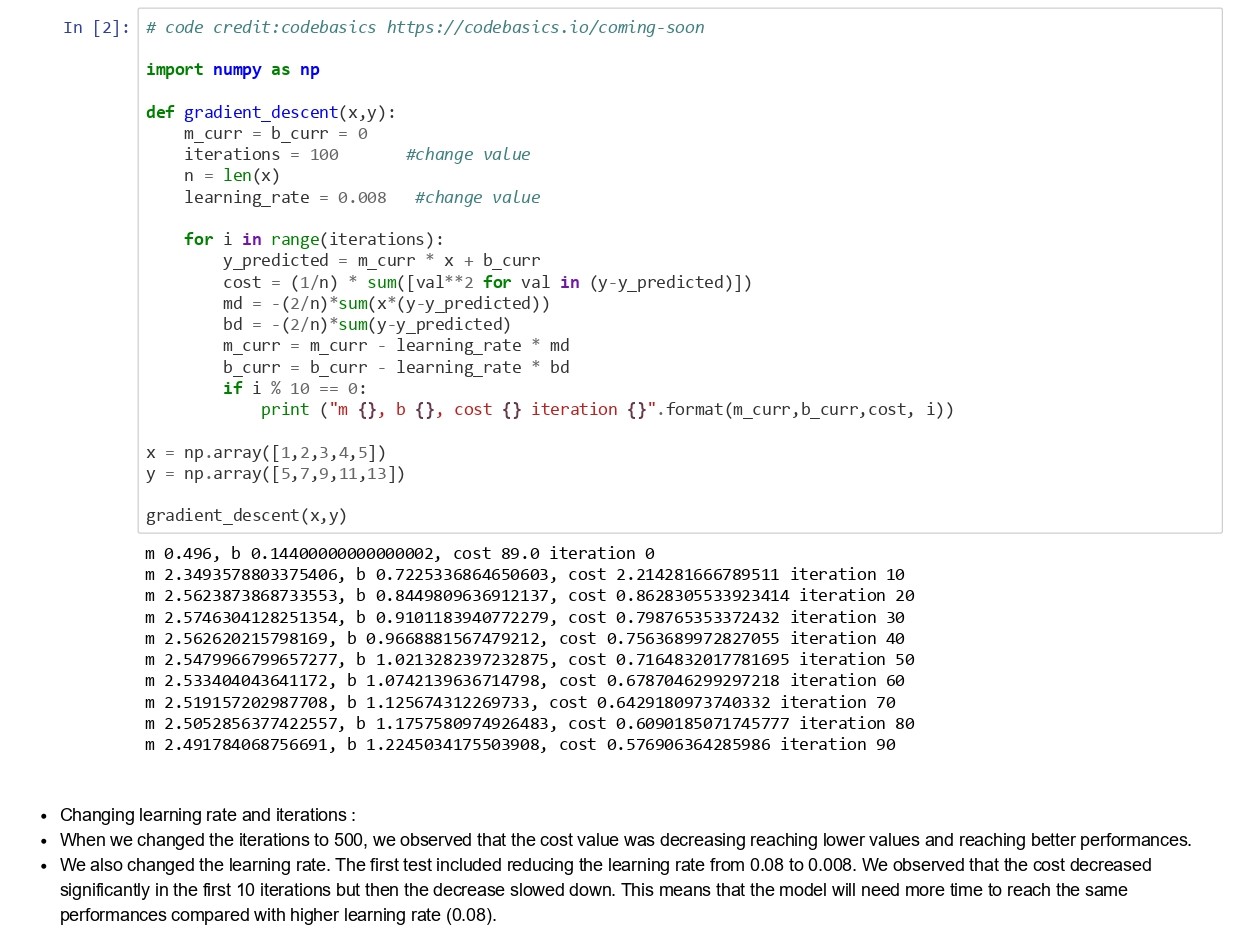 In [2]: # code credit:codebasics https://codebasics.io/coming-soon
import numpy as np
def gradient_descent(x,y):
    m_curr = b_curr = 0
    iterations = 100       #change value
    n = len(x)
    learning_rate = 0.008   #change value
    for i in range(iterations):
        y_predicted = m_curr * x + b_curr
        cost = (1/n) * sum([val**2 for val in (y-y_predicted)])
        md = -(2/n)*sum(x*(y-y_predicted))
        bd = -(2/n)*sum(y-y_predicted)
        m_curr = m_curr - learning_rate * md
        b_curr = b_curr - learning_rate * bd
        if i % 10 == 0:
            print ("m {}, b {}, cost {} iteration {}".format(m_curr,b_curr,cost, i))
x = np.array([1,2,3,4,5])
y = np.array([5,7,9,11,13])
gradient_descent(x,y)
m 0.496, b 0.14400000000000002, cost 89.0 iteration 0
m 2.3493578803375406, b 0.7225336864650603, cost 2.214281666789511 iteration 10
m 2.5623873868733553, b 0.8449809636912137, cost 0.8628305533923414 iteration 20
m 2.5746304128251354, b 0.9101183940772279, cost 0.798765353372432 iteration 30
m 2.562620215798169, b 0.9668881567479212, cost 0.7563689972827055 iteration 40
m 2.5479966799657277, b 1.0213282397232875, cost 0.7164832017781695 iteration 50
m 2.533404043641172, b 1.0742139636714798, cost 0.6787046299297218 iteration 60
m 2.519157202987708, b 1.125674312269733, cost 0.6429180973740332 iteration 70
m 2.5052856377422557, b 1.1757580974926483, cost 0.6090185071745777 iteration 80
m 2.491784068756691, b 1.2245034175503908, cost 0.576906364285986 iteration 90
• Changing learning rate and iterations :
• When we changed the iterations to 500, we observed that the cost value was decreasing reaching lower values and reaching better performances.
• We also changed the learning rate. The first test included reducing the learning rate from 0.08 to 0.008. We observed that the cost decreased
significantly in the first 10 iterations but then the decrease slowed down. This means that the model will need more time to reach the same
performances compared with higher learning rate (0.08).